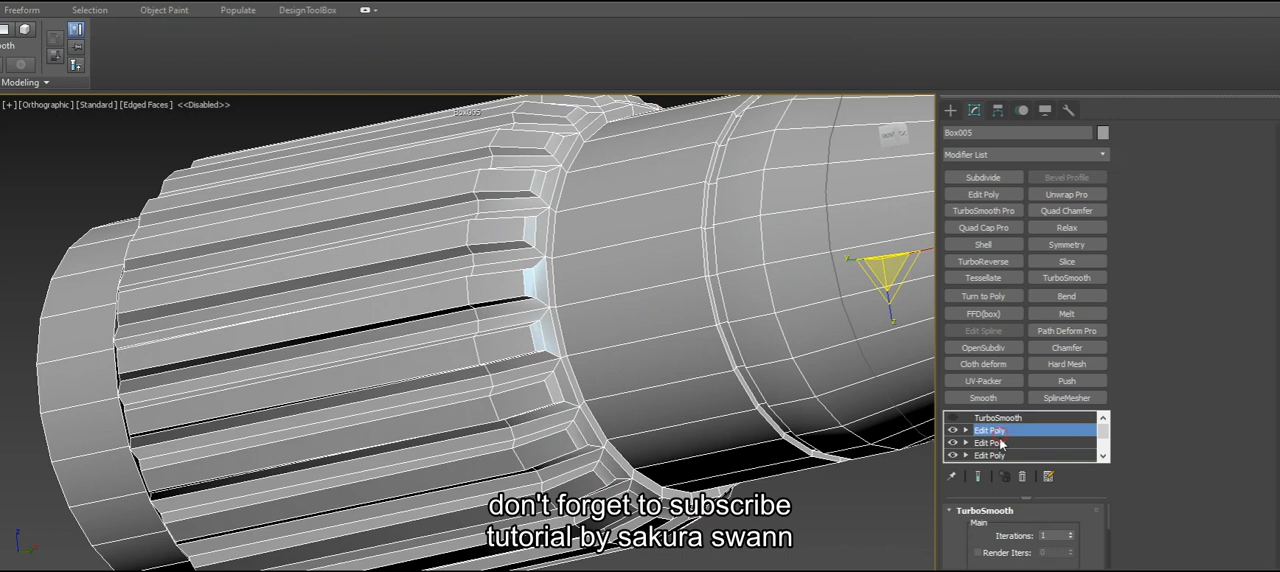 Freeform Selection Object Paint Populate DesignToolBox
ooth
Modeling
[+] [Orthographic] [Standard] [Edged Faces] <<Disabled>>
Box005
FRONT
Box005
Modifier List
Subdivide Bevel Profile
Edit Poly Unwrap Pro
TurboSmooth Pro Quad Chamfer
Quad Cap Pro Relax
Shell Symmetry
TurboReverse Slice
Tessellate TurboSmooth
Turn to Poly Bend
FFD(box) Melt
Edit Spline Path Deform Pro
OpenSubdiv Chamfer
Cloth deform Hard Mesh
UV-Packer Push
Smooth SplineMesher
TurboSmooth
Edit Poly
Edit Poly
Edit Poly
TurboSmooth
Main
Iterations: 1
Render Iters: 0
don't forget to subscribe
tutorial by sakura swann